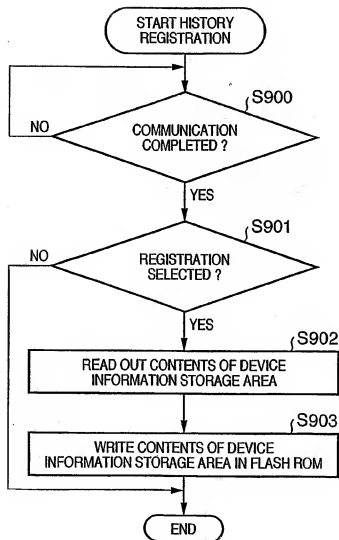 START HISTORY
REGISTRATION
S900
NO
COMMUNICATION
COMPLETED ?
YES
S901
NO
REGISTRATION
SELECTED ?
YES
S902
READ OUT CONTENTS OF DEVICE
INFORMATION STORAGE AREA
S903
WRITE CONTENTS OF DEVICE
INFORMATION STORAGE AREA IN FLASH ROM
END